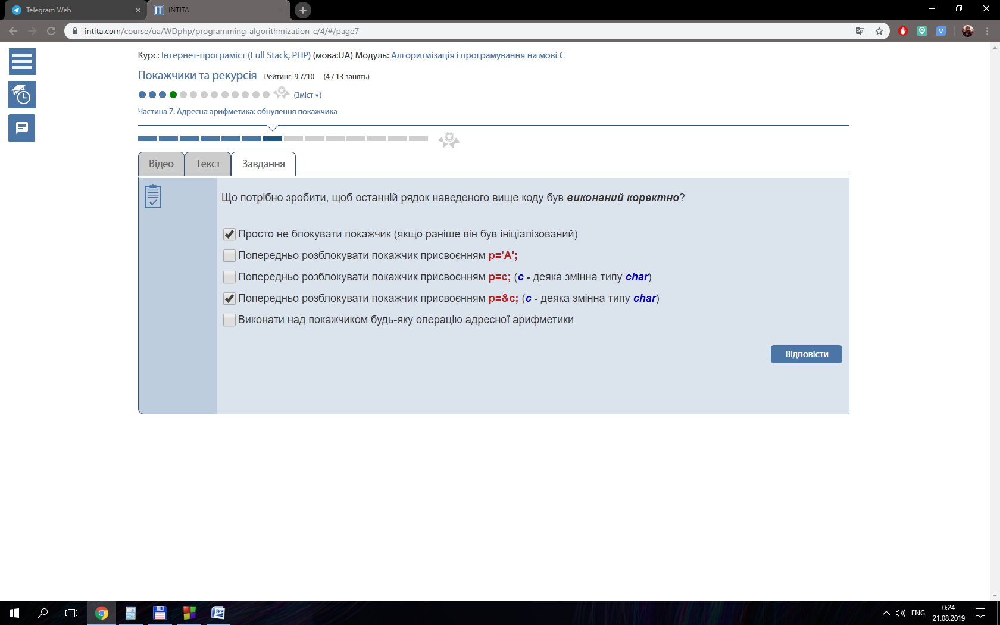 Telegram Web
INTITA
intita.com/course/ua/WDphp/programming_algorithmization_c/4/#/page7
Курс: Інтернет-програміст (Full Stack, PHP) (мова:UA) Модуль: Алгоритмізація і програмування на мові С
Покажчики та рекурсія Рейтинг: 9.7/10 (4 / 13 занять)
(Зміст ▾)
Частина 7. Адресна арифметика: обнулення покажчика
Відео Текст Завдання
Що потрібно зробити, щоб останній рядок наведеного вище коду був виконаний коректно?
Просто не блокувати покажчик (якщо раніше він був ініціалізований)
Попередньо розблокувати покажчик присвоєнням p='A';
Попередньо розблокувати покажчик присвоєнням p=c; (c - деяка змінна типу char)
Попередньо розблокувати покажчик присвоєнням p=&c; (c - деяка змінна типу char)
Виконати над покажчиком будь-яку операцію адресної арифметики
Відповісти
ENG
0:24
21.08.2019